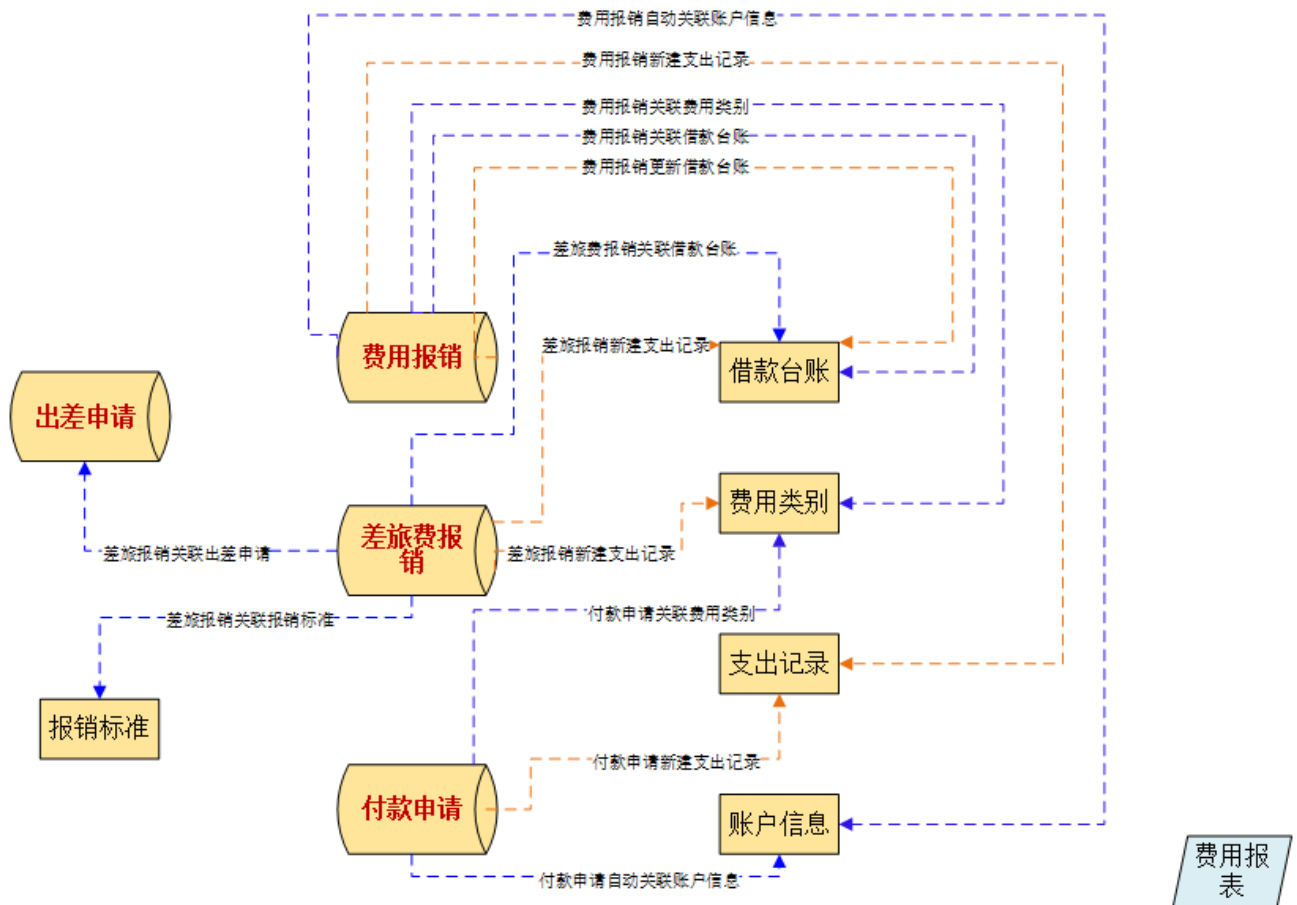 费用报销自动关联账户信息
费用报销新建支出记录
费用报销关联费用类别
费用报销关联借款台账
费用报销更新借款台账
差旅费报销关联借款台账
差旅报销新建支出记录
费用报销
借款台账
出差申请
费用类别
差旅费报
销
差旅报销关联出差申请
差旅报销新建支出记录
付款申请关联费用类别
差旅报销关联报销标准
支出记录
报销标准
付款申请新建支出记录
付款申请
账户信息
付款申请自动关联账户信息
费用报
表